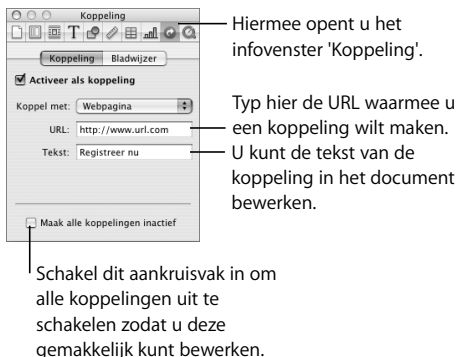 Koppeling
Hiermee opent u het
infovenster 'Koppeling'.
Koppeling Bladwijzer
Activeer als koppeling
Koppel met: Webpagina
URL: http://www.url.com
Tekst: Registreer nu
Typ hier de URL waarmee u
een koppeling wilt maken.
U kunt de tekst van de
koppeling in het document
bewerken.
Maak alle koppelingen inactief
Schakel dit aankruisvak in om
alle koppelingen uit te
schakelen zodat u deze
gemakkelijk kunt bewerken.